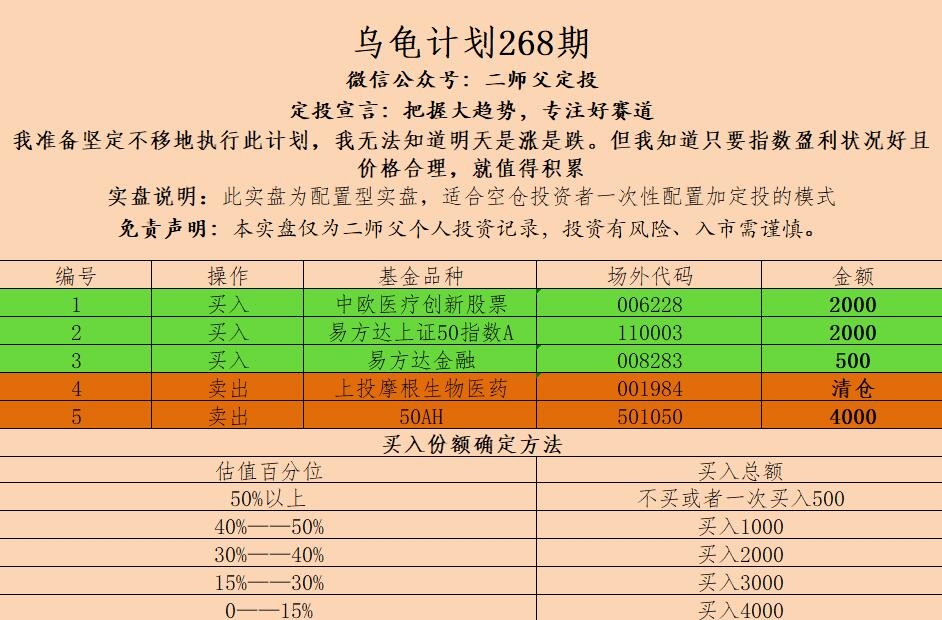 乌龟计划268期
微信公众号：二师父定投
定投宣言：把握大趋势，专注好赛道
我准备坚定不移地执行此计划，我无法知道明天是涨是跌。但我知道只要指数盈利状况好且
价格合理，就值得积累
实盘说明：此实盘为配置型实盘，适合空仓投资者一次性配置加定投的模式
免责声明：本实盘仅为二师父个人投资记录，投资有风险、入市需谨慎。
编号 操作 基金品种 场外代码 金额
1 买入 中欧医疗创新股票 006228 2000
2 买入 易方达上证50指数A 110003 2000
3 买入 易方达金融 008283 500
4 卖出 上投摩根生物医药 001984 清仓
5 卖出 50AH 501050 4000
买入份额确定方法
估值百分位 买入总额
50%以上 不买或者一次买入500
40%——50% 买入1000
30%——40% 买入2000
15%——30% 买入3000
0——15% 买入4000